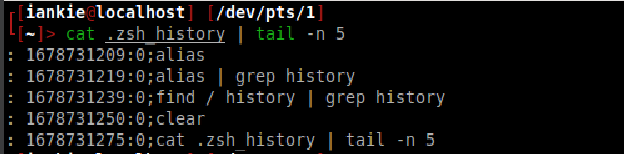 ┌[iankie@localhost] [/dev/pts/1]
└[~]> cat .zsh_history | tail -n 5
: 1678731209:0;alias
: 1678731219:0;alias | grep history
: 1678731239:0;find / history | grep history
: 1678731250:0;clear
: 1678731275:0;cat .zsh_history | tail -n 5